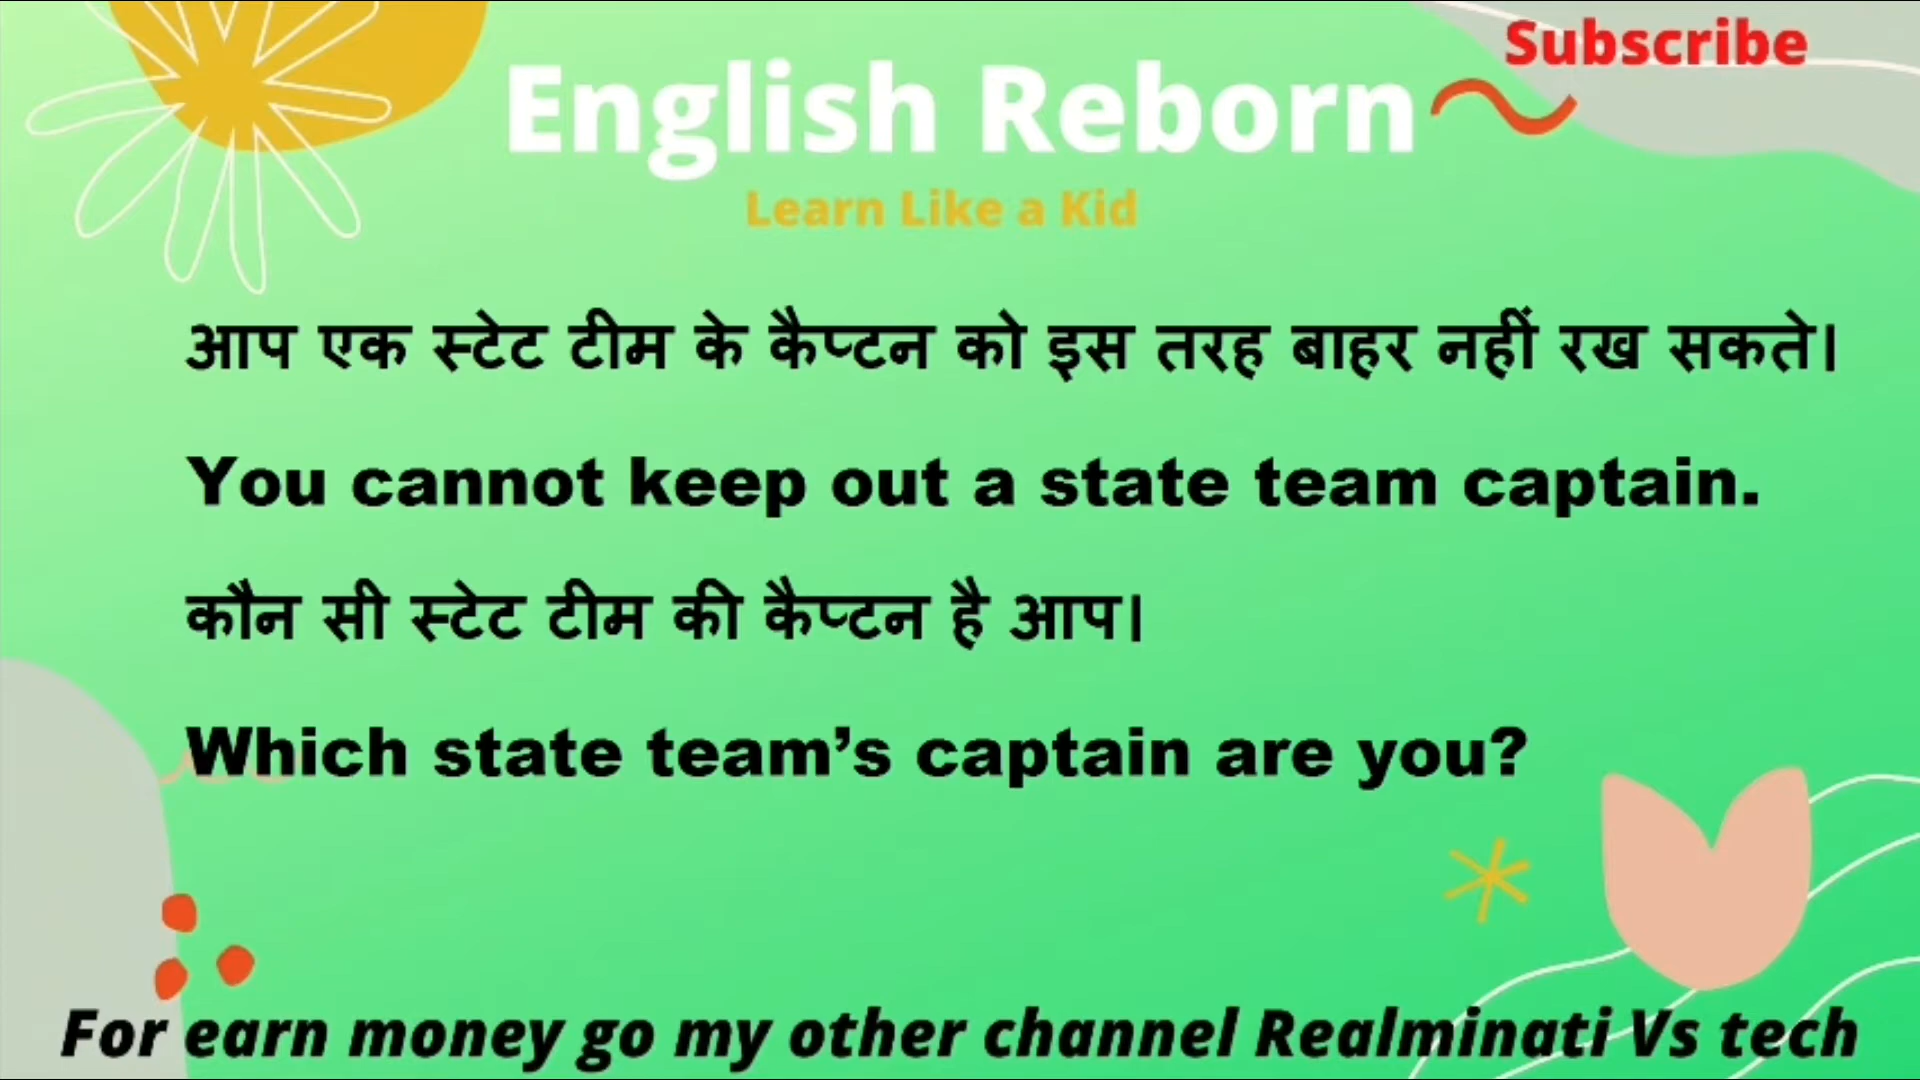 Subscribe
English Reborn
Learn Like a Kid
आप एक स्टेट टीम के कैप्टन को इस तरह बाहर नहीं रख सकते।
You cannot keep out a state team captain.
कौन सी स्टेट टीम की कैप्टन है आप।
Which state team’s captain are you?
For earn money go my other channel Realminati Vs tech